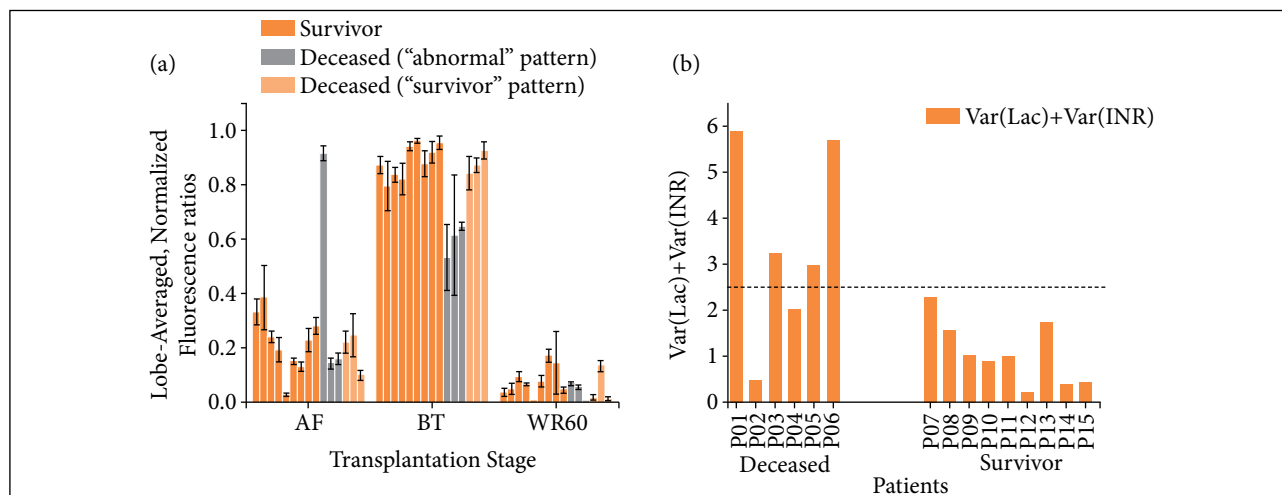 (a)
Survivor
Deceased (“abnormal” pattern)
Deceased (“survivor” pattern)
Lobe-Averaged, Normalized
Fluorescence ratios
1.0
0.8
0.6
0.4
0.2
0.0
AF BT WR60
Transplantation Stage
(b)
Var(Lac)+Var(INR)
Var(Lac)+Var(INR)
6
5
4
3
2
1
0
P01 P02 P03 P04 P05 P06 P07 P08 P09 P10 P11 P12 P13 P14 P15
Deceased Survivor
Patients